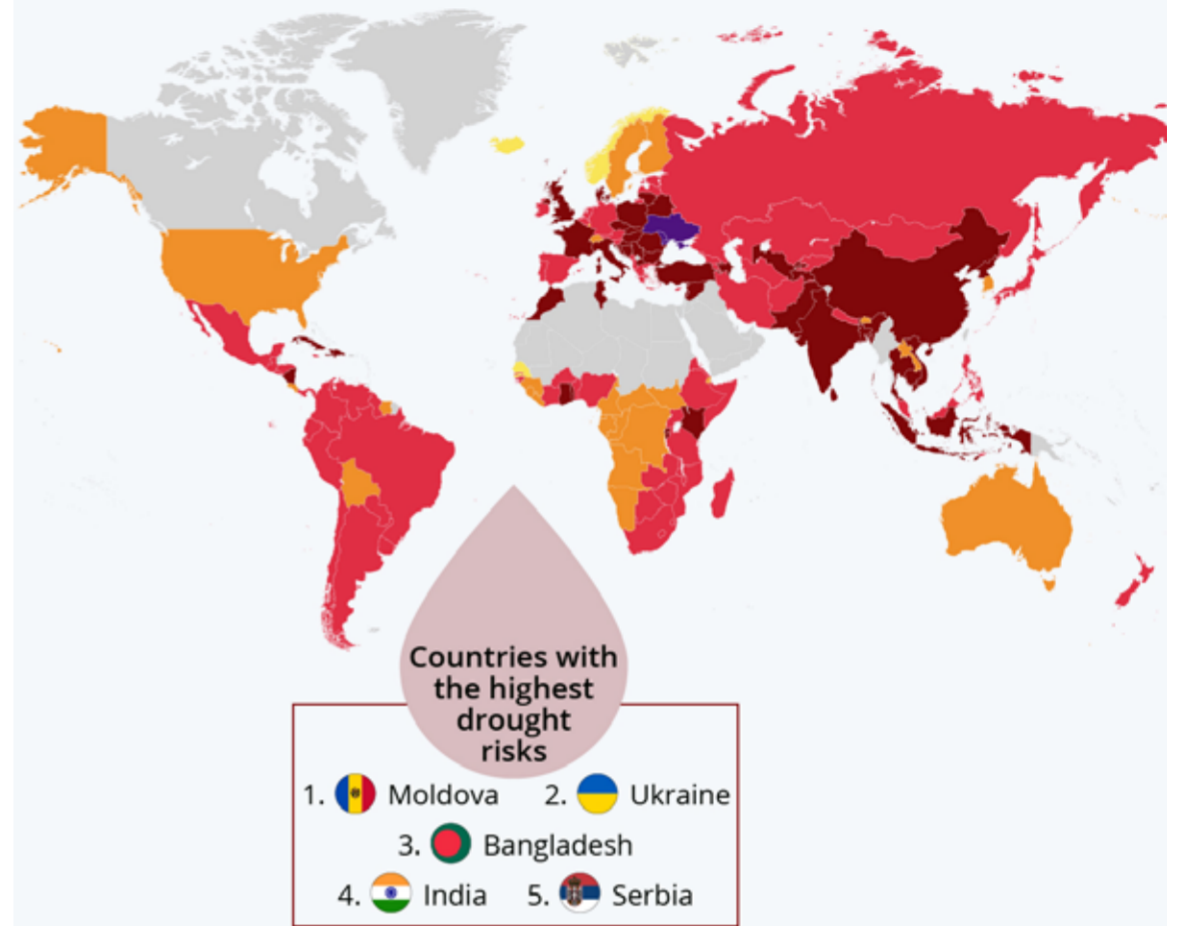 Countries with
the highest
drought
risks
1. Moldova 2. Ukraine
3. Bangladesh
4. India 5. Serbia